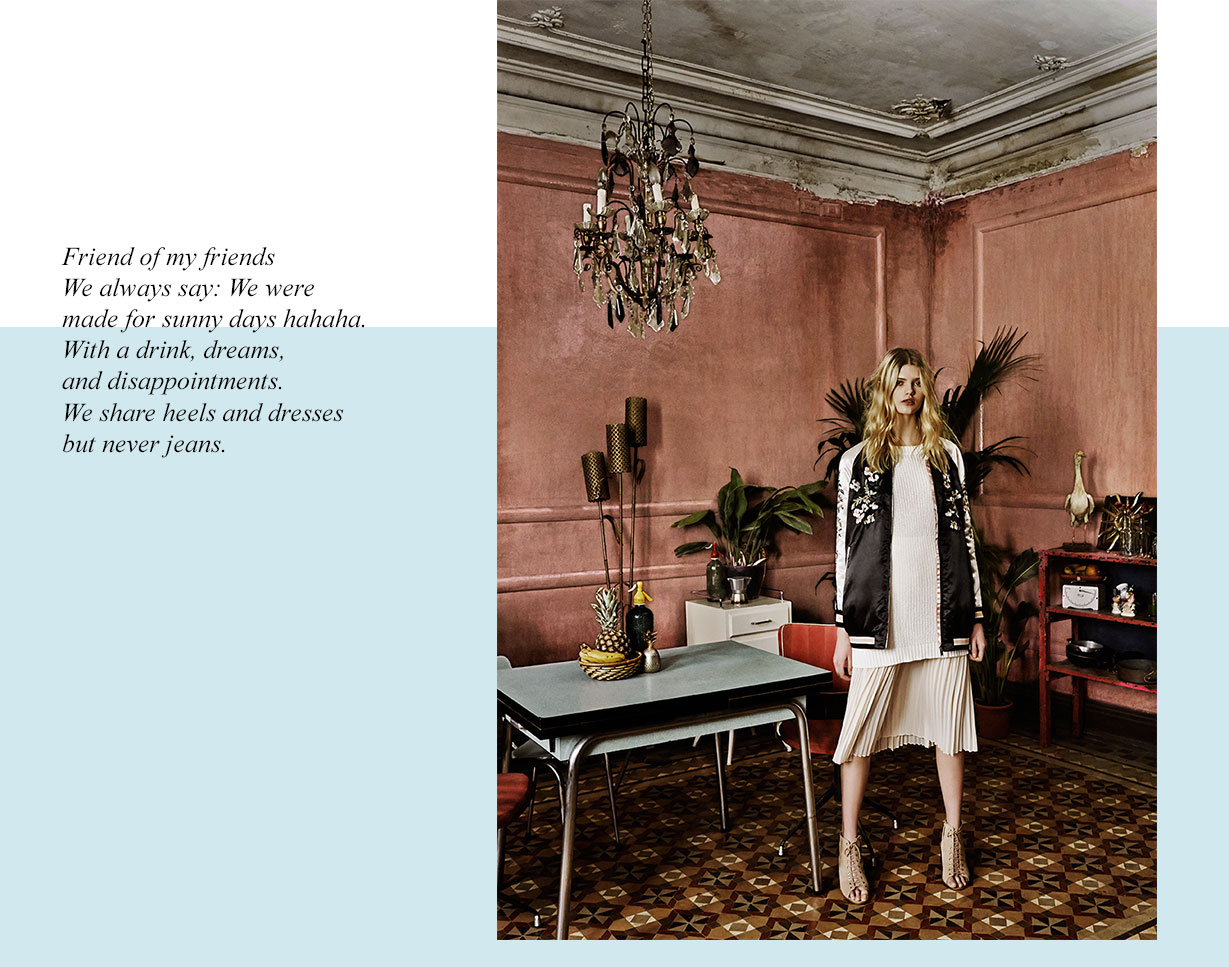 Friend of my friends
We always say: We were
made for sunny days hahaha.
With a drink, dreams,
and disappointments.
We share heels and dresses
but never jeans.